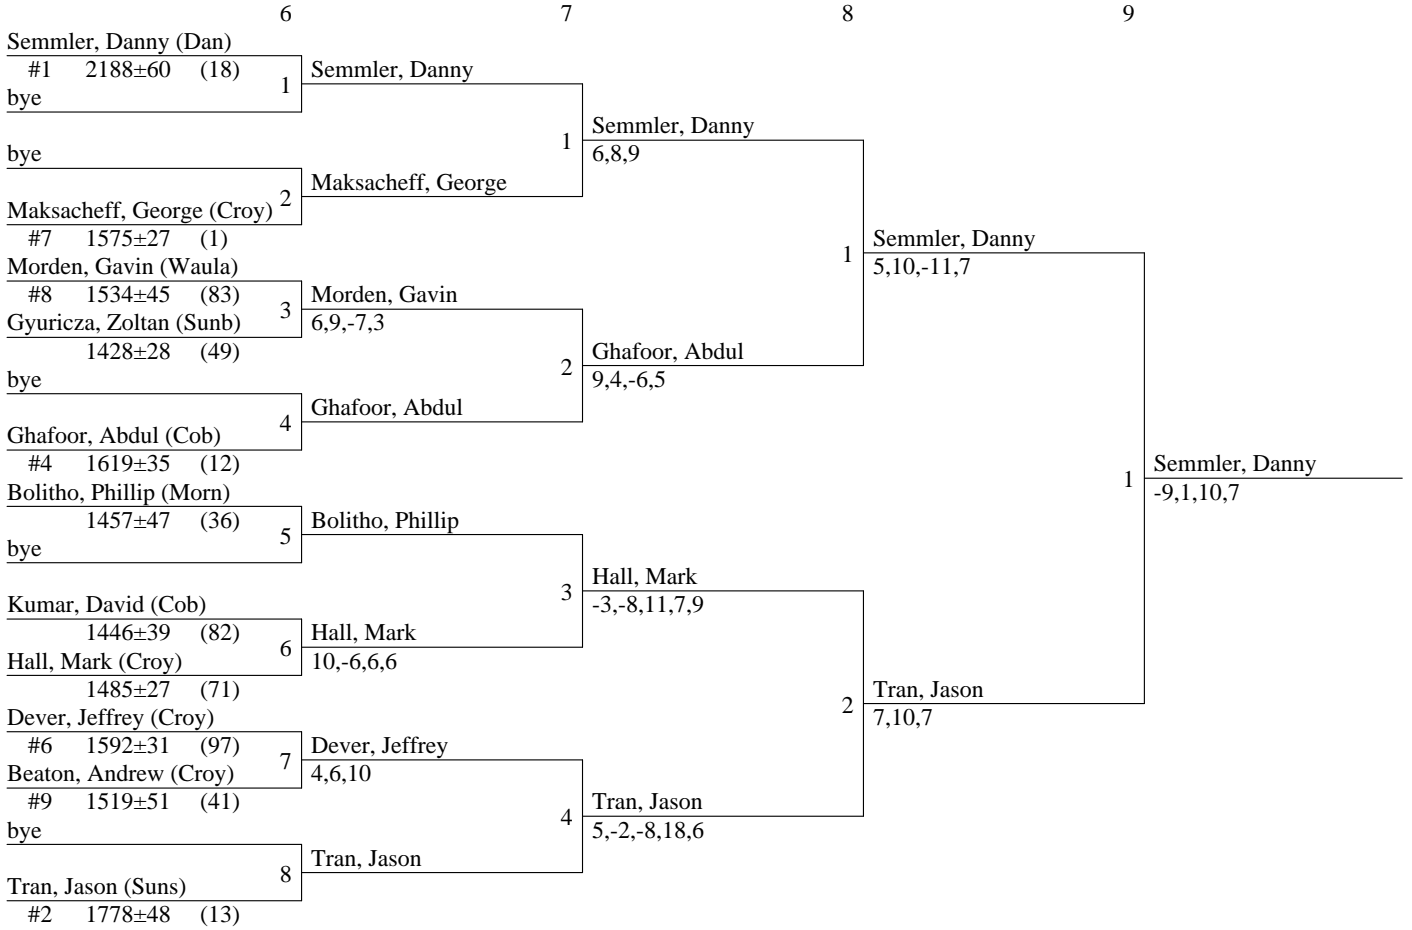 6 7 8 9
Semmler, Danny (Dan)
#1 2188±60 (18)
1
Semmler, Danny
bye
1
Semmler, Danny
6,8,9
bye
2
Maksacheff, George
Maksacheff, George (Croy)
#7 1575±27 (1)
1
Semmler, Danny
5,10,-11,7
Morden, Gavin (Waula)
#8 1534±45 (83)
3
Morden, Gavin
6,9,-7,3
Gyuricza, Zoltan (Sunb)
1428±28 (49)
2
Ghafoor, Abdul
9,4,-6,5
bye
4
Ghafoor, Abdul
Ghafoor, Abdul (Cob)
#4 1619±35 (12)
1
Semmler, Danny
-9,1,10,7
Bolitho, Phillip (Morn)
1457±47 (36)
5
Bolitho, Phillip
bye
3
Hall, Mark
-3,-8,11,7,9
Kumar, David (Cob)
1446±39 (82)
6
Hall, Mark
10,-6,6,6
Hall, Mark (Croy)
1485±27 (71)
2
Tran, Jason
7,10,7
Dever, Jeffrey (Croy)
#6 1592±31 (97)
7
Dever, Jeffrey
4,6,10
Beaton, Andrew (Croy)
#9 1519±51 (41)
4
Tran, Jason
5,-2,-8,18,6
bye
8
Tran, Jason
Tran, Jason (Suns)
#2 1778±48 (13)